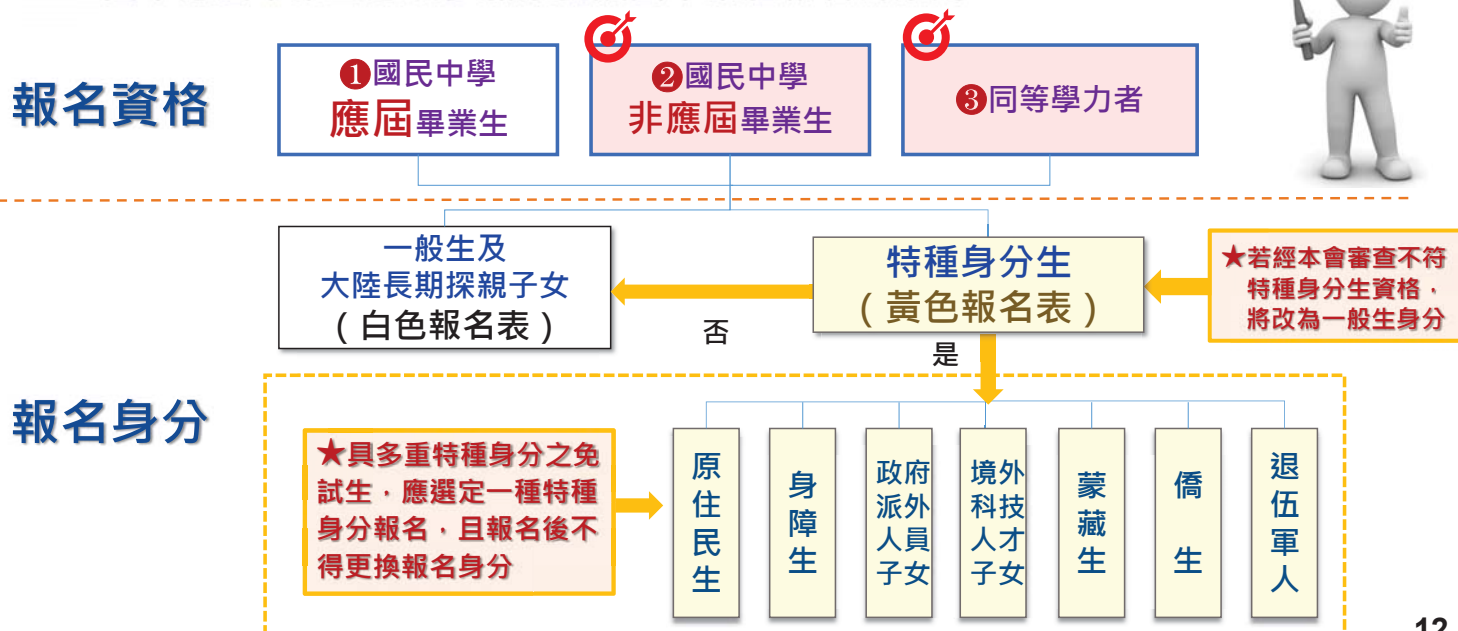 報名資格
❶國民中學
應屆畢業生
❷國民中學
非應屆畢業生
❸同等學力者
一般生及
大陸長期探親子女
（白色報名表）
否
特種身分生
（黃色報名表）
是
★若經本會審查不符
特種身分生資格，
將改為一般生身分
報名身分
★具多重特種身分之免
試生，應選定一種特種
身分報名，且報名後不
得更換報名身分
原住民生
身障生
政府派外人員子女
境外科技人才子女
蒙藏生
僑生
退伍軍人
12